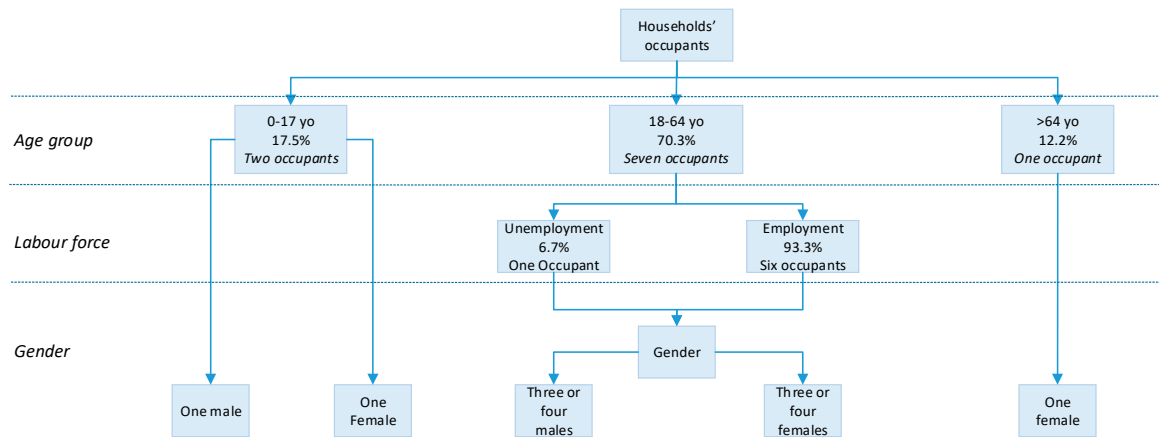 Households'
occupants
Age group
0-17 yo
17.5%
Two occupants
18-64 yo
70.3%
Seven occupants
>64 yo
12.2%
One occupant
Labour force
Unemployment
6.7%
One Occupant
Employment
93.3%
Six occupants
Gender
Gender
One male
One
Female
Three or
four
males
Three or
four
females
One
female